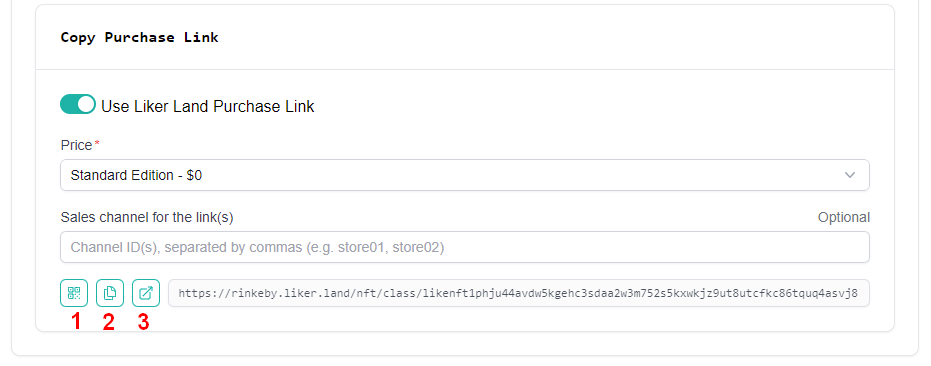 Copy Purchase Link
Use Liker Land Purchase Link
Price*
Standard Edition - $0
Sales channel for the link(s) Optional
Channel ID(s), separated by commas (e.g. store01, store02)
https://rinkeby.liker.land/nft/class/likenft1phju44avdw5kgehc3sdaa2w3m752s5kxwkjz9ut8utcfkc86tquq4asvj8
1 2 3